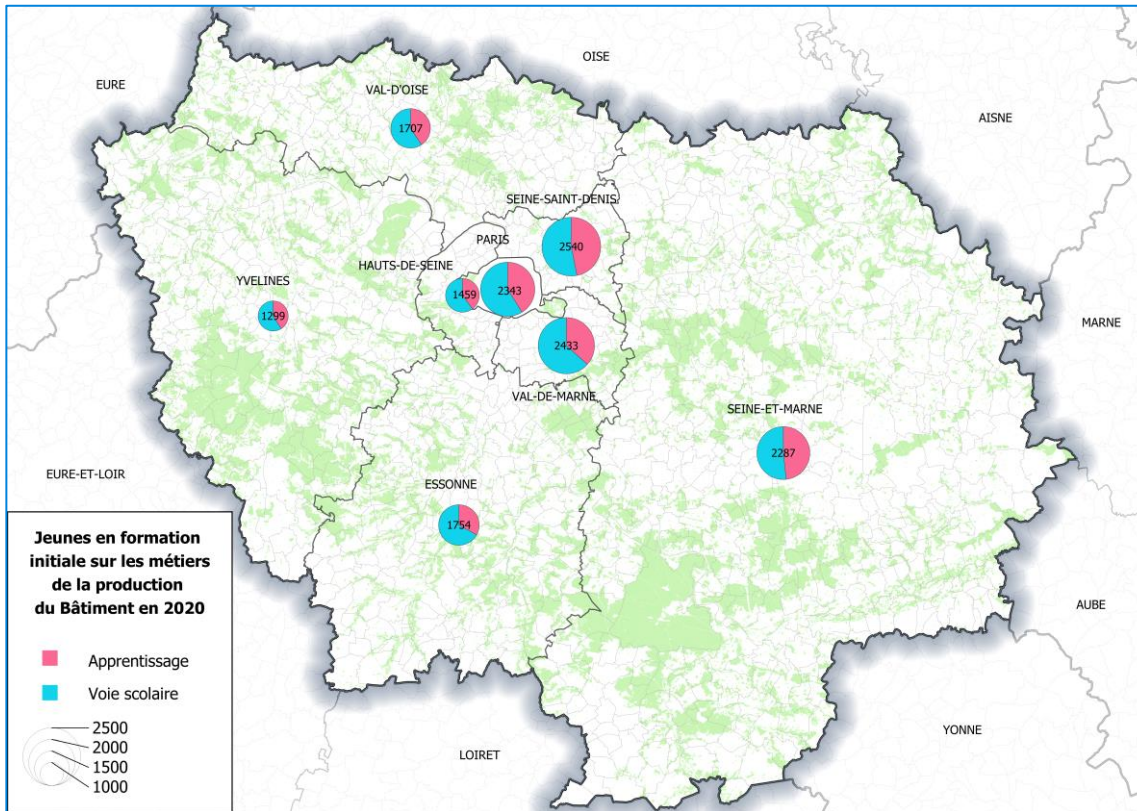 OISE
EURE
VAL-D'OISE
AISNE
1707
SEINE-SAINT-DENIS
2540
PARIS
HAUTS-DE-SEINE
YVELINES
1459
2343
1299
MARNE
2433
VAL-DE-MARNE
SEINE-ET-MARNE
2287
EURE-ET-LOIR
ESSONNE
1754
Jeunes en formation
initiale sur les métiers
de la production
du Bâtiment en 2020
Apprentissage
Voie scolaire
2500
2000
1500
1000
AUBE
YONNE
LOIRET